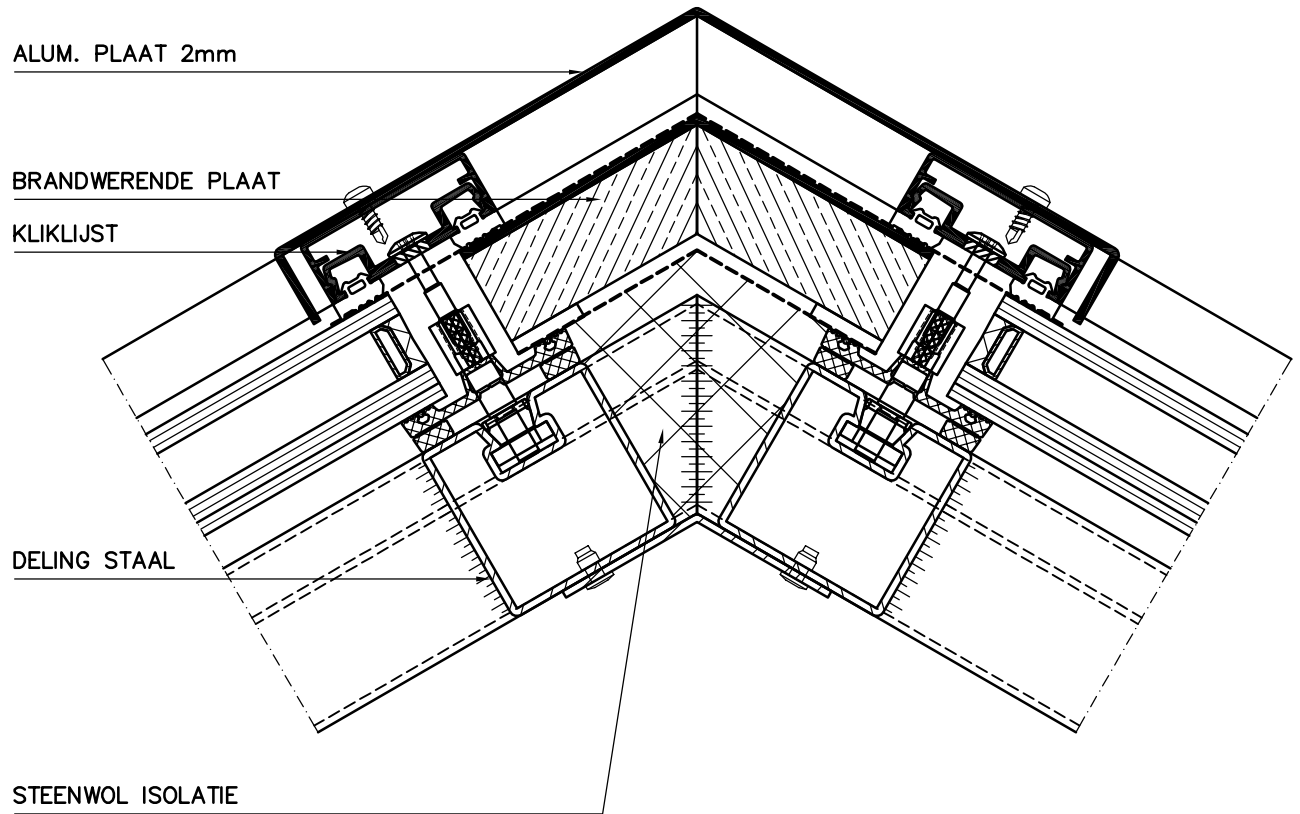 ALUM. PLAAT 2mm
BRANDWERENDE PLAAT
KLIKLIJST
DELING STAAL
STEENWOL ISOLATIE